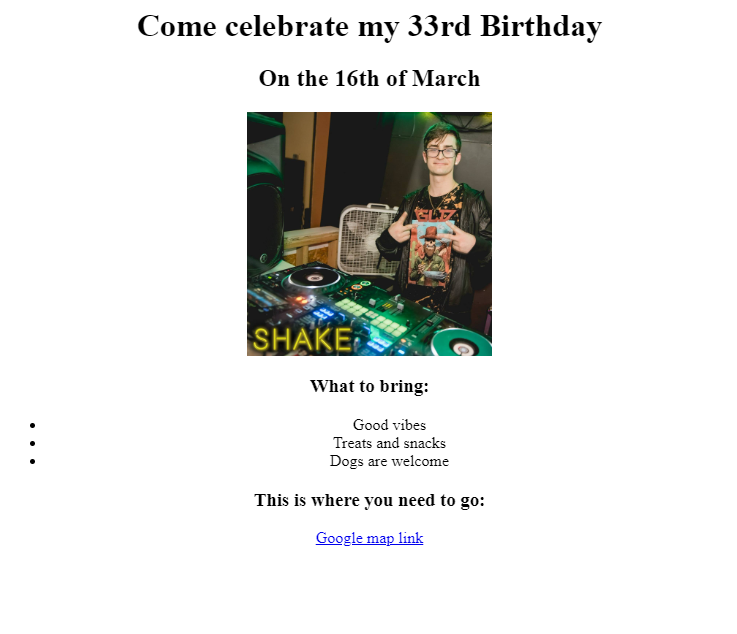 Come celebrate my 33rd Birthday
On the 16th of March
SHAKE
What to bring:
Good vibes
Treats and snacks
Dogs are welcome
This is where you need to go:
Google map link